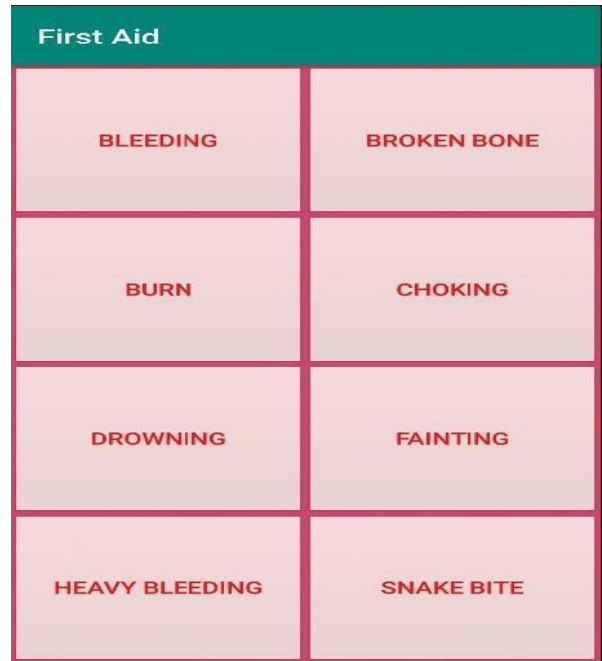 First Aid
BLEEDING
BROKEN BONE
BURN
CHOKING
DROWNING
FAINTING
HEAVY BLEEDING
SNAKE BITE